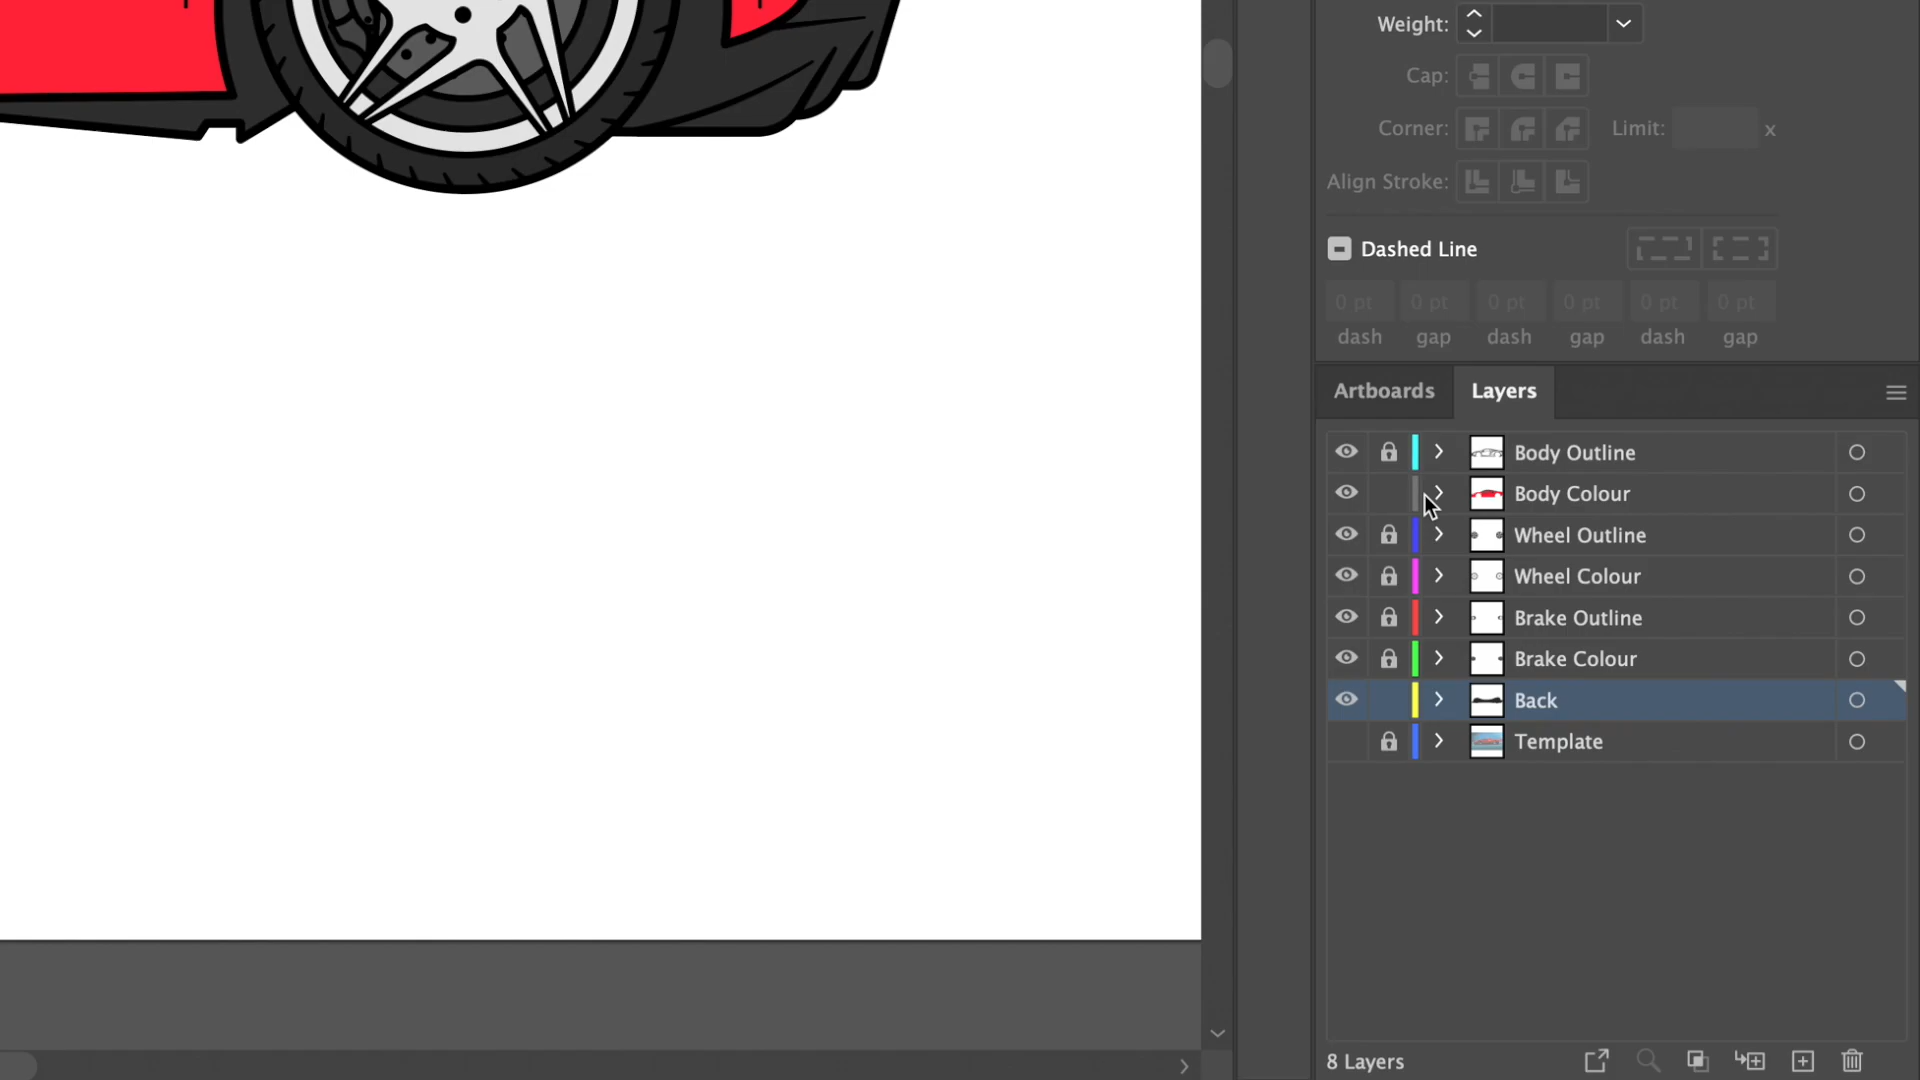 Weight:
Cap:
Corner: Limit: x
Align Stroke:
Dashed Line
0 pt 0 pt 0 pt 0 pt 0 pt 0 pt
dash gap dash gap dash gap
Artboards Layers
Body Outline
Body Colour
Wheel Outline
Wheel Colour
Brake Outline
Brake Colour
Back
Template
8 Layers